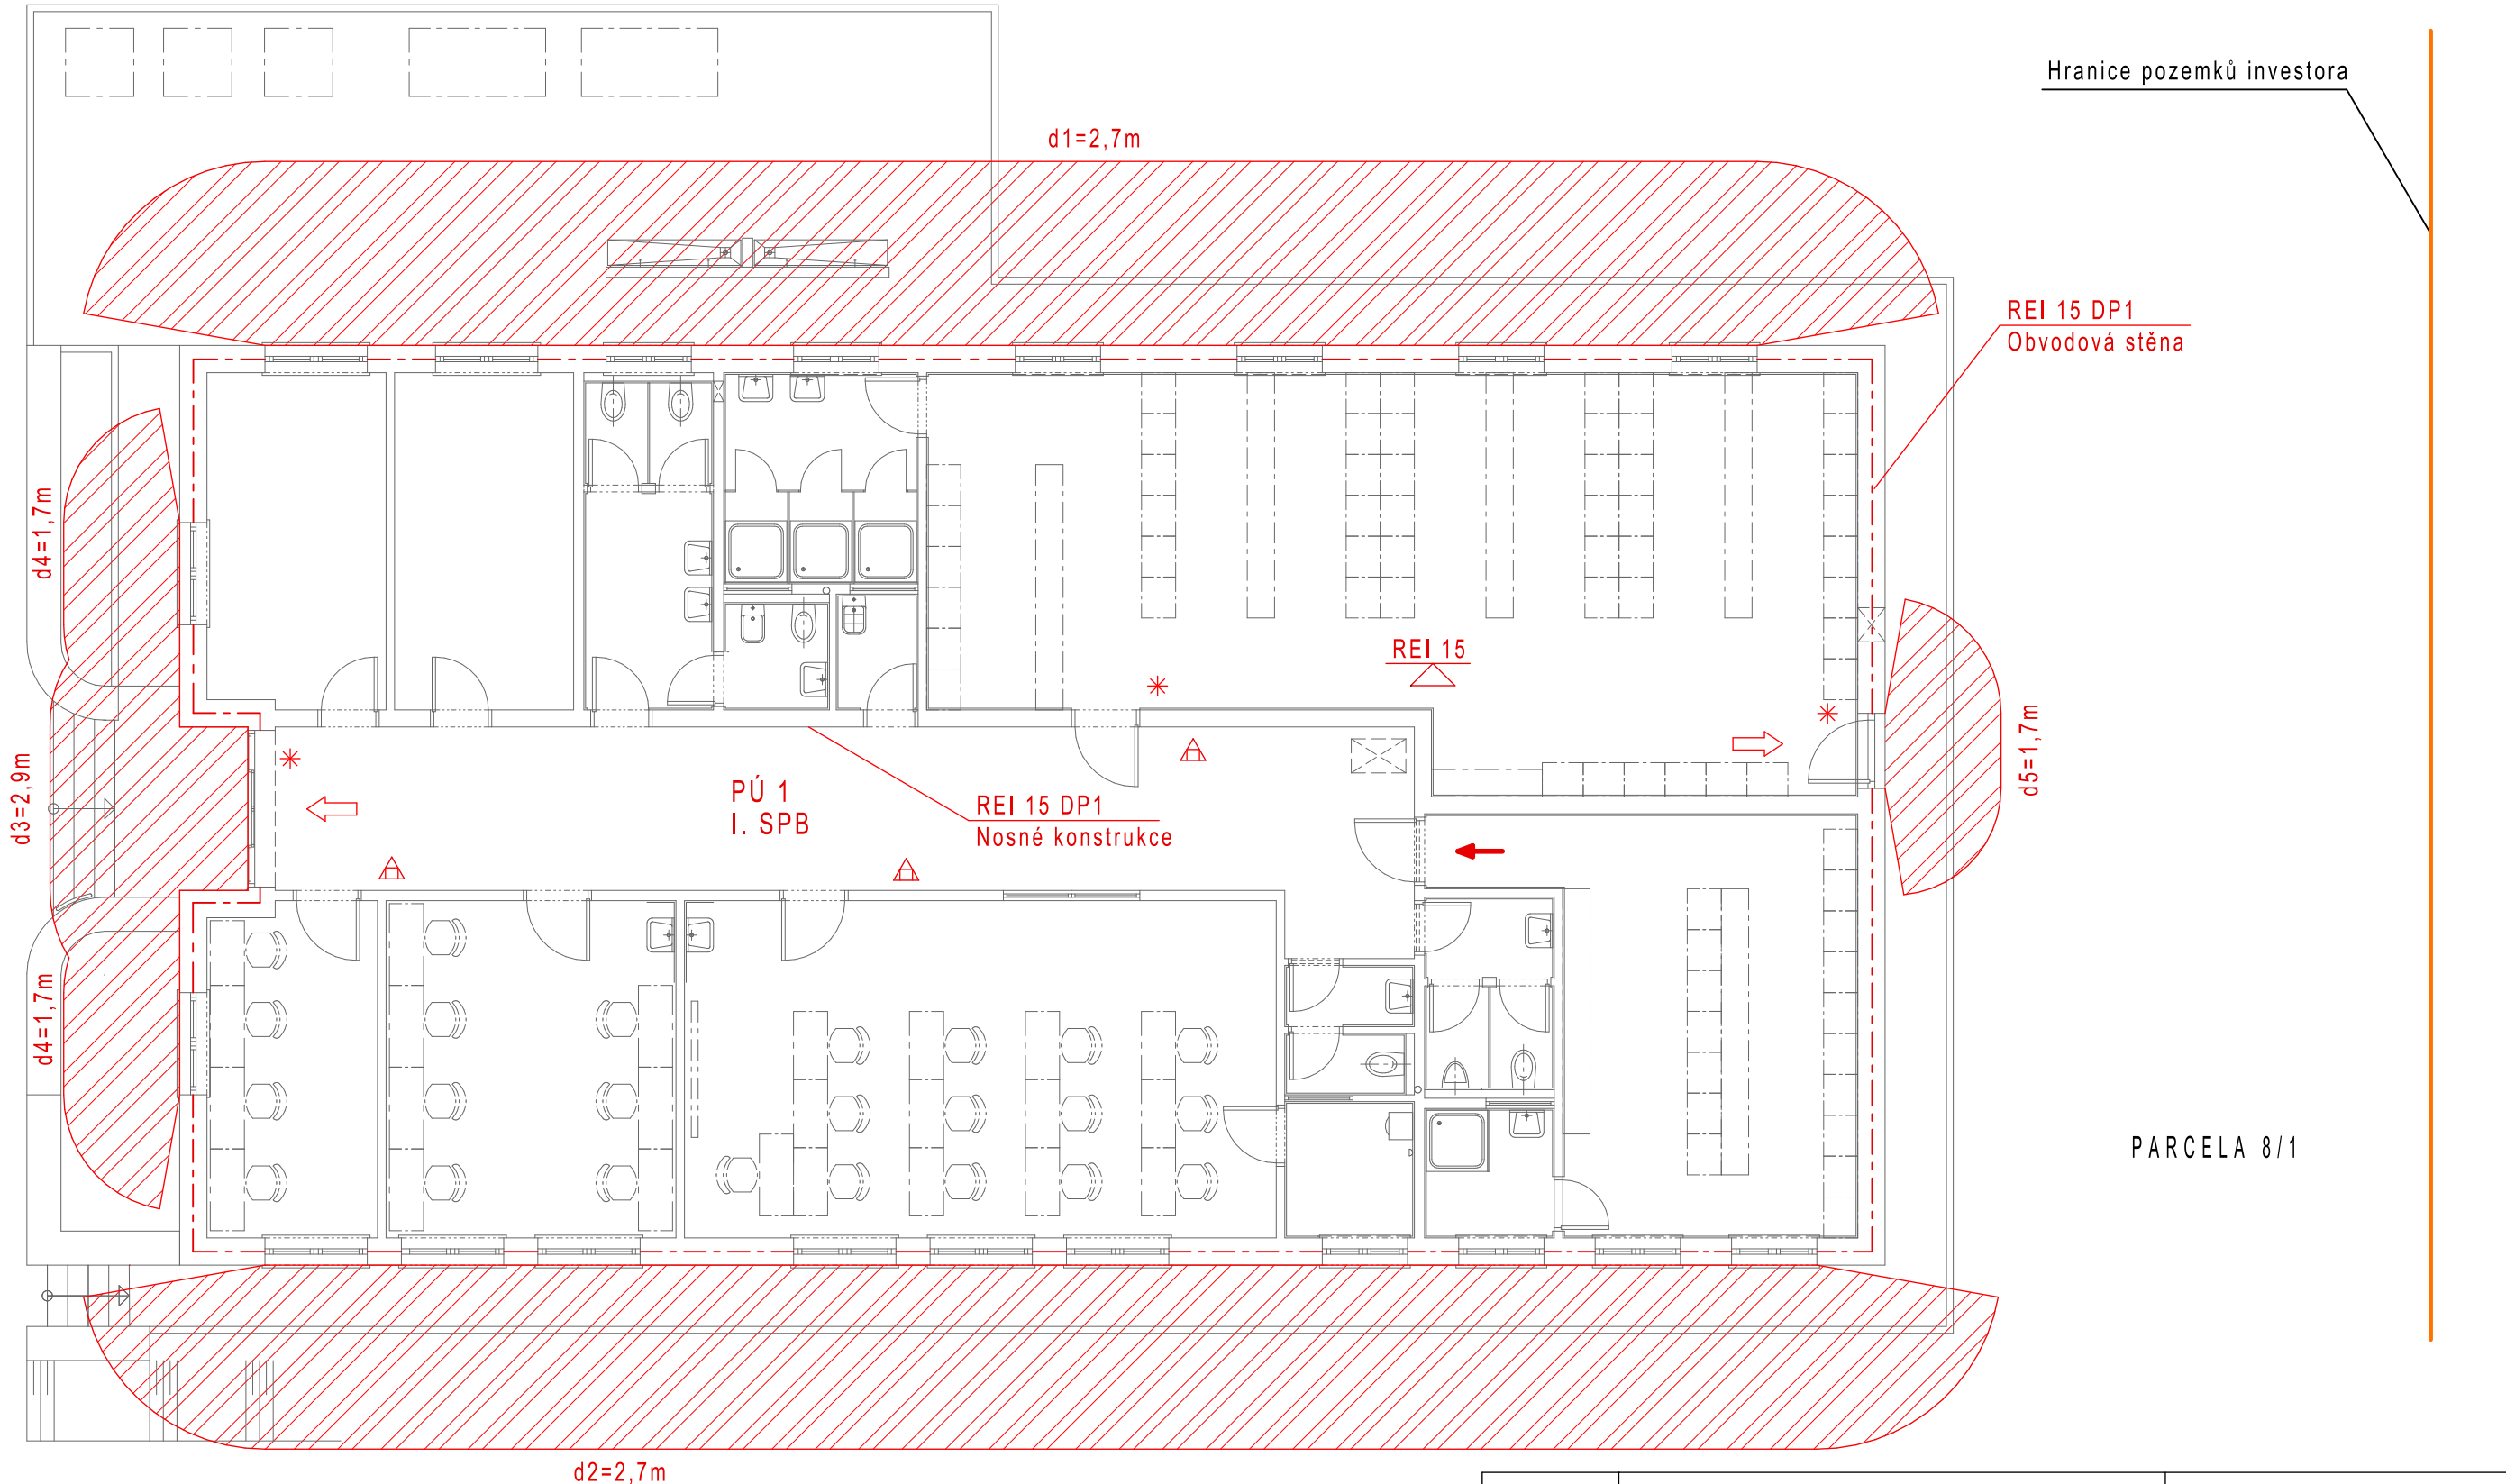 Hranice pozemků investora
d1=2,7m
REI 15 DP1
Obvodová stěna
d4=1,7m
REI 15
d3=2,9m
PÚ 1
I. SPB
REI 15 DP1
Nosné konstrukce
d5=1,7m
d4=1,7m
PARCELA 8/1
d2=2,7m